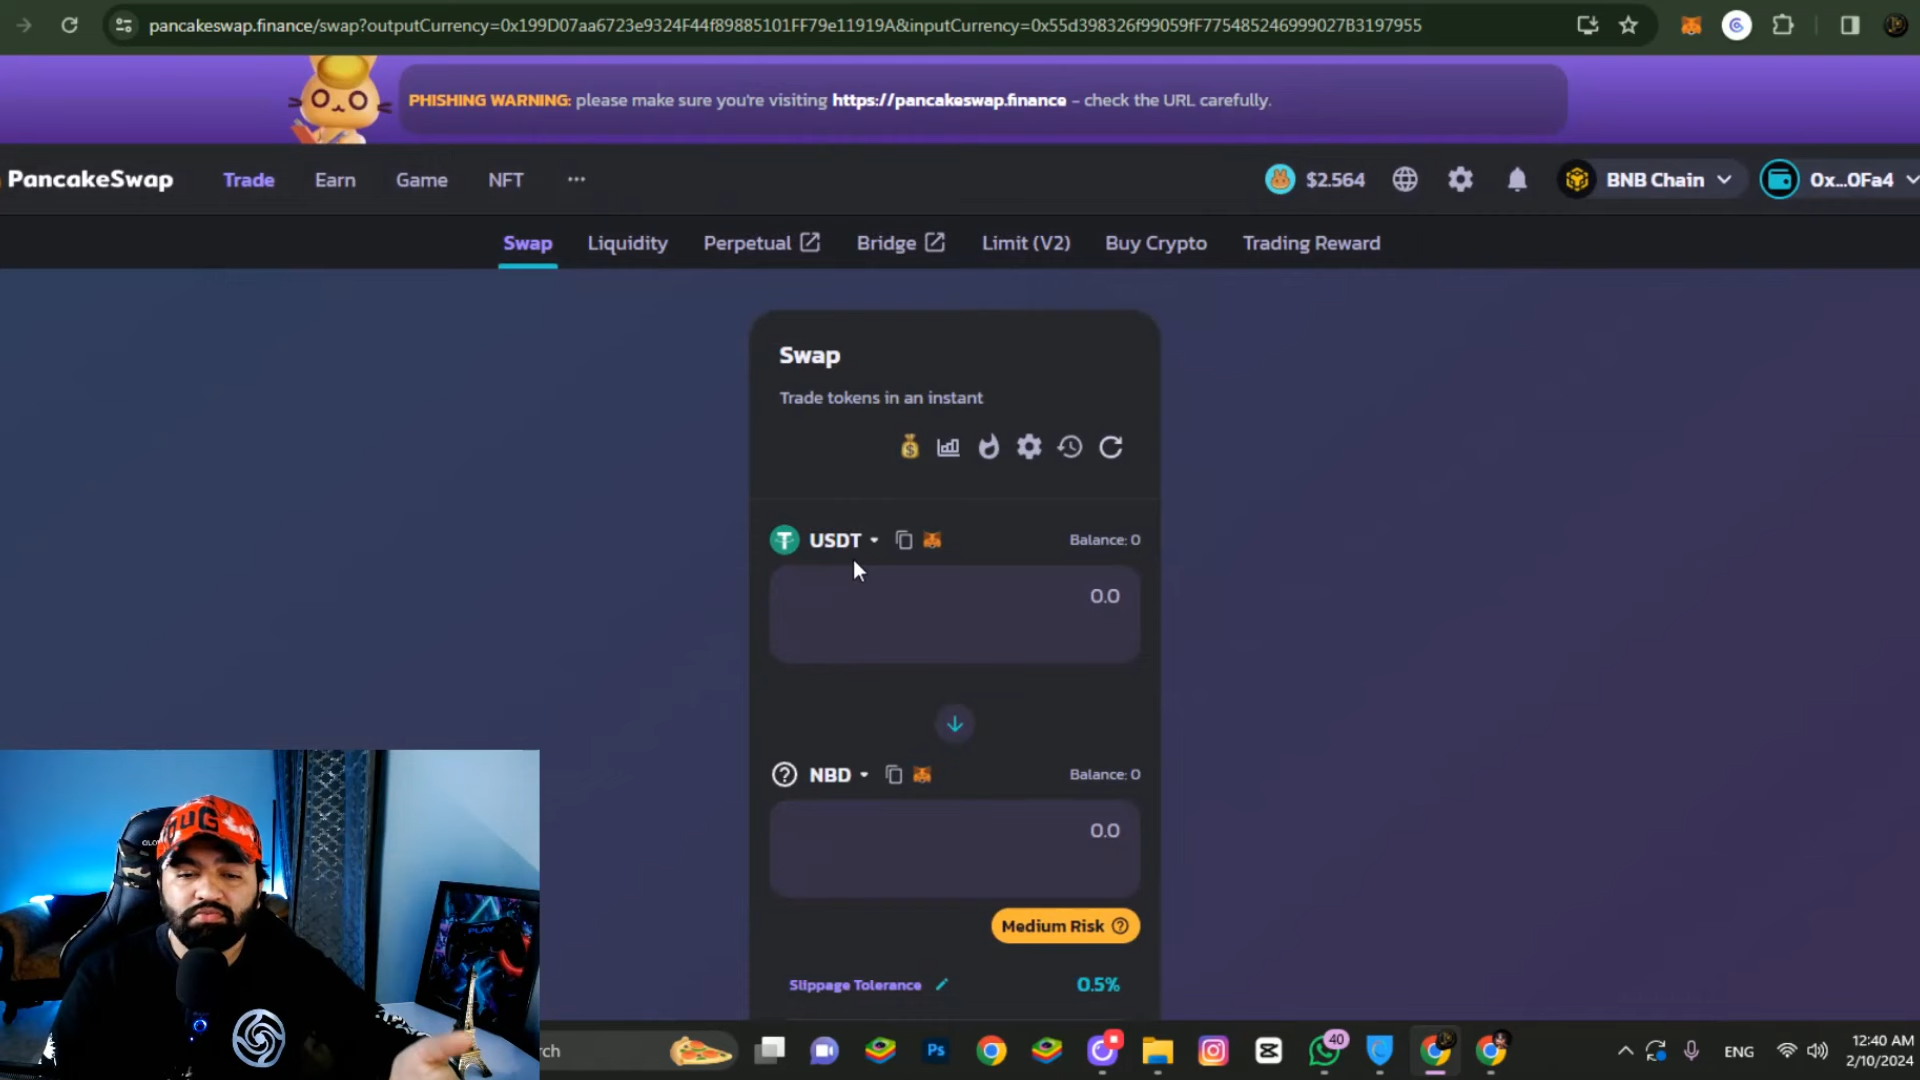 pancakeswap.finance/swap?outputCurrency=0x199D07aa6723e9324F44f89885101FF79e11919A&inputCurrency=0x55d398326f99059fF775485246999027B3197955
PHISHING WARNING: please make sure you're visiting https://pancakeswap.finance - check the URL carefully.
PancakeSwap Trade Earn Game NFT $2.564 BNB Chain 0x...0Fa4
Swap Liquidity Perpetual Bridge Limit (V2) Buy Crypto Trading Reward
Swap
Trade tokens in an instant
USDT Balance: 0
0.0
NBD Balance: 0
0.0
Medium Risk
Slippage Tolerance 0.5%
PLAY
rch Ps 40 ENG 12:40 AM
2/10/2024